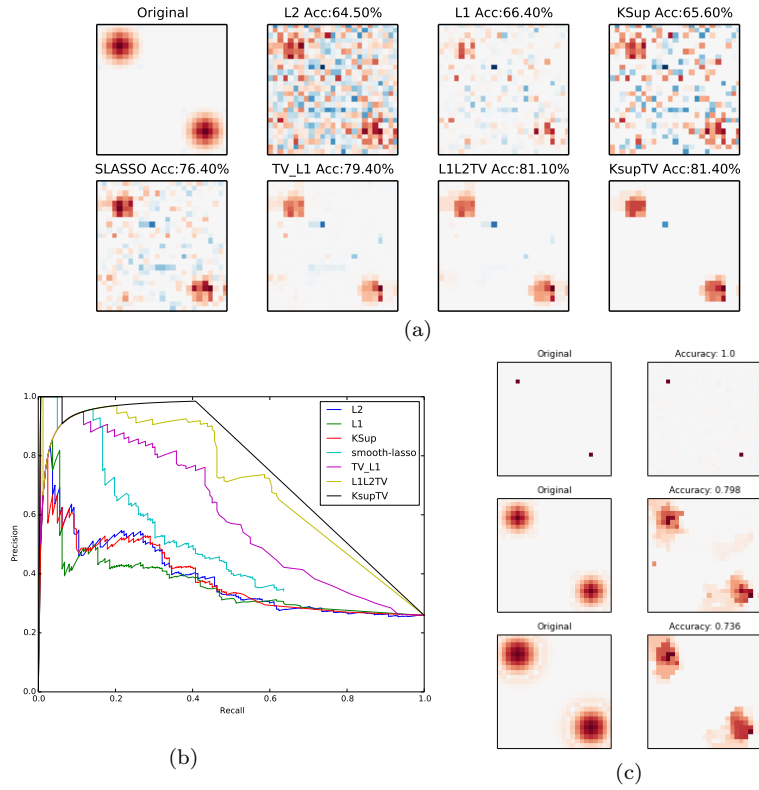 Original L2 Acc:64.50% L1 Acc:66.40% KSup Acc:65.60%
SLASSO Acc:76.40% TV_L1 Acc:79.40% L1L2TV Acc:81.10% KsupTV Acc:81.40%
(a)
1.0
0.8
0.6
0.4
0.2
0.0
Precision
0.0 0.2 0.4 0.6 0.8 1.0
Recall
L2
L1
KSup
smooth-lasso
TV_L1
L1L2TV
KsupTV
(b)
Original Accuracy: 1.0
Original Accuracy: 0.798
Original Accuracy: 0.736
(c)